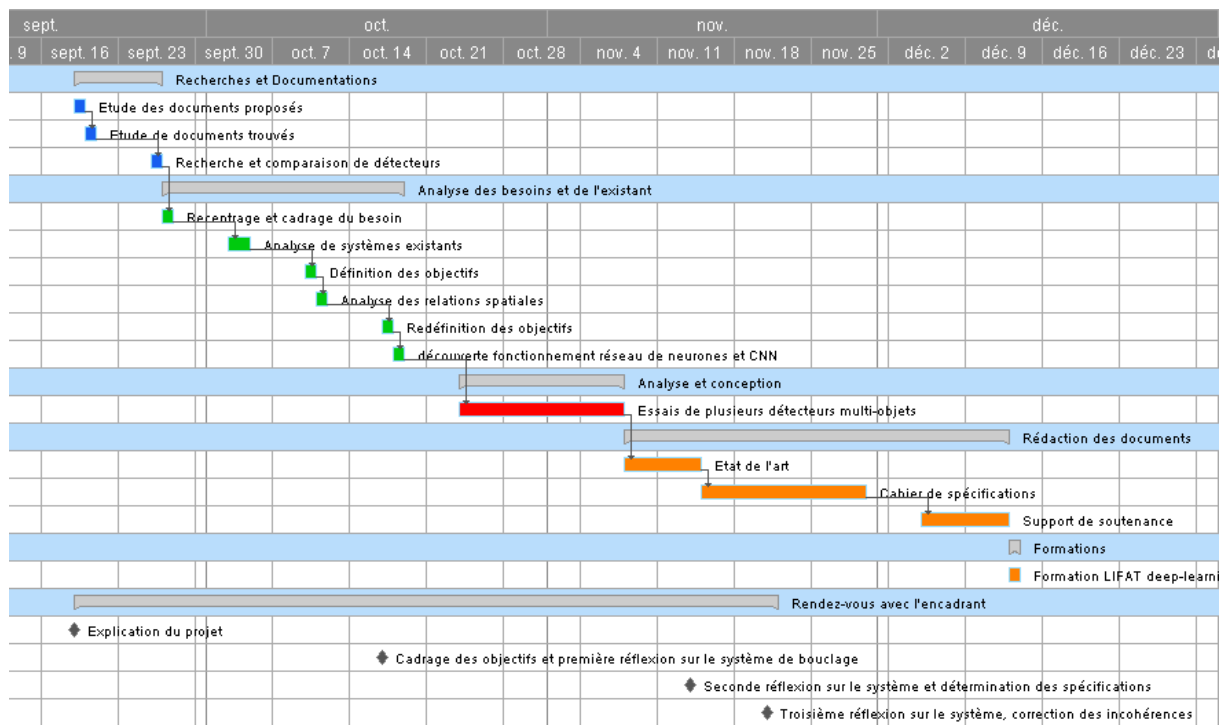 sept. oct. nov. déc.
. 9 sept. 16 sept. 23 sept. 30 oct. 7 oct. 14 oct. 21 oct. 28 nov. 4 nov. 11 nov. 18 nov. 25 déc. 2 déc. 9 déc. 16 déc. 23
Recherches et Documentations
Etude des documents proposés
Etude de documents trouvés
Recherche et comparaison de détecteurs
Analyse des besoins et de l'existant
Recentrage et cadrage du besoin
Analyse de systèmes existants
Définition des objectifs
Analyse des relations spatiales
Redéfinition des objectifs
découverte fonctionnement réseau de neurones et CNN
Analyse et conception
Essais de plusieurs détecteurs multi-objets
Rédaction des documents
Etat de l'art
Cahier de spécifications
Support de soutenance
Formations
Formation LIFAT deep-learni
Rendez-vous avec l'encadrant
Explication du projet
Cadrage des objectifs et première réflexion sur le système de bouclage
Seconde réflexion sur le système et détermination des spécifications
Troisième réflexion sur le système, correction des incohérences